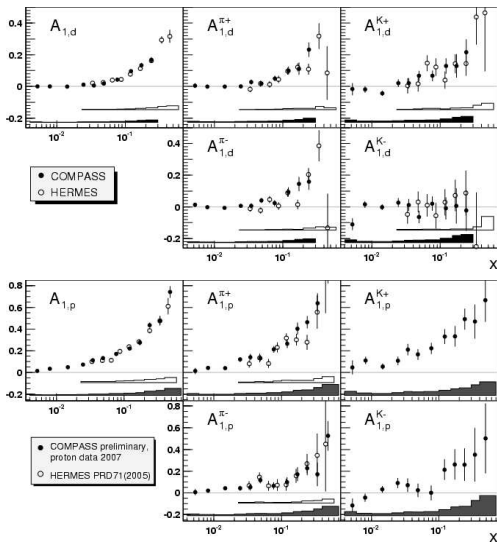 A1,d
Aπ+1,d
AK+1,d
0.4
0.2
0
-0.2
10-2
10-1
Aπ-1,d
AK-1,d
COMPASS
HERMES
0.4
0.2
0
-0.2
10-2
10-1
10-2
10-1
x
A1,p
Aπ+1,p
AK+1,p
0.8
0.6
0.4
0.2
0
-0.2
10-2
10-1
Aπ-1,p
AK-1,p
COMPASS preliminary,
proton data 2007
HERMES PRD71(2005)
0.8
0.6
0.4
0.2
0
-0.2
10-2
10-1
10-2
10-1
x